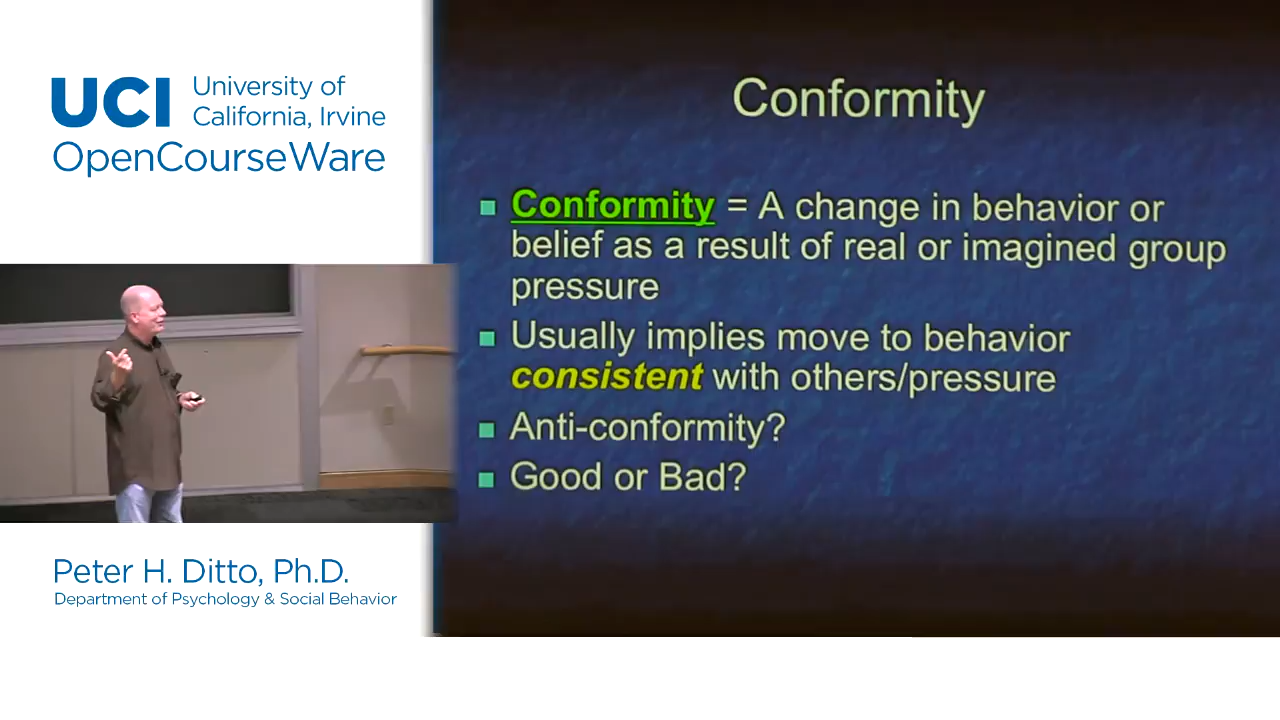 UCI University of
California, Irvine
OpenCourseWare
Peter H. Ditto, Ph.D.
Department of Psychology & Social Behavior
Conformity
Conformity = A change in behavior or
belief as a result of real or imagined group
pressure
Usually implies move to behavior
consistent with others/pressure
Anti-conformity?
Good or Bad?